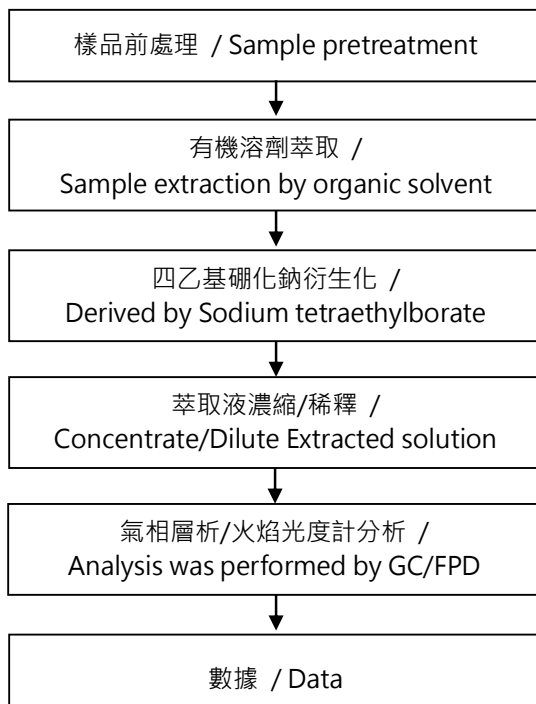 樣品前處理 / Sample pretreatment
有機溶劑萃取 /
Sample extraction by organic solvent
四乙基硼化鈉衍生化 /
Derived by Sodium tetraethylborate
萃取液濃縮/稀釋 /
Concentrate/Dilute Extracted solution
氣相層析/火焰光度計分析 /
Analysis was performed by GC/FPD
數據 / Data